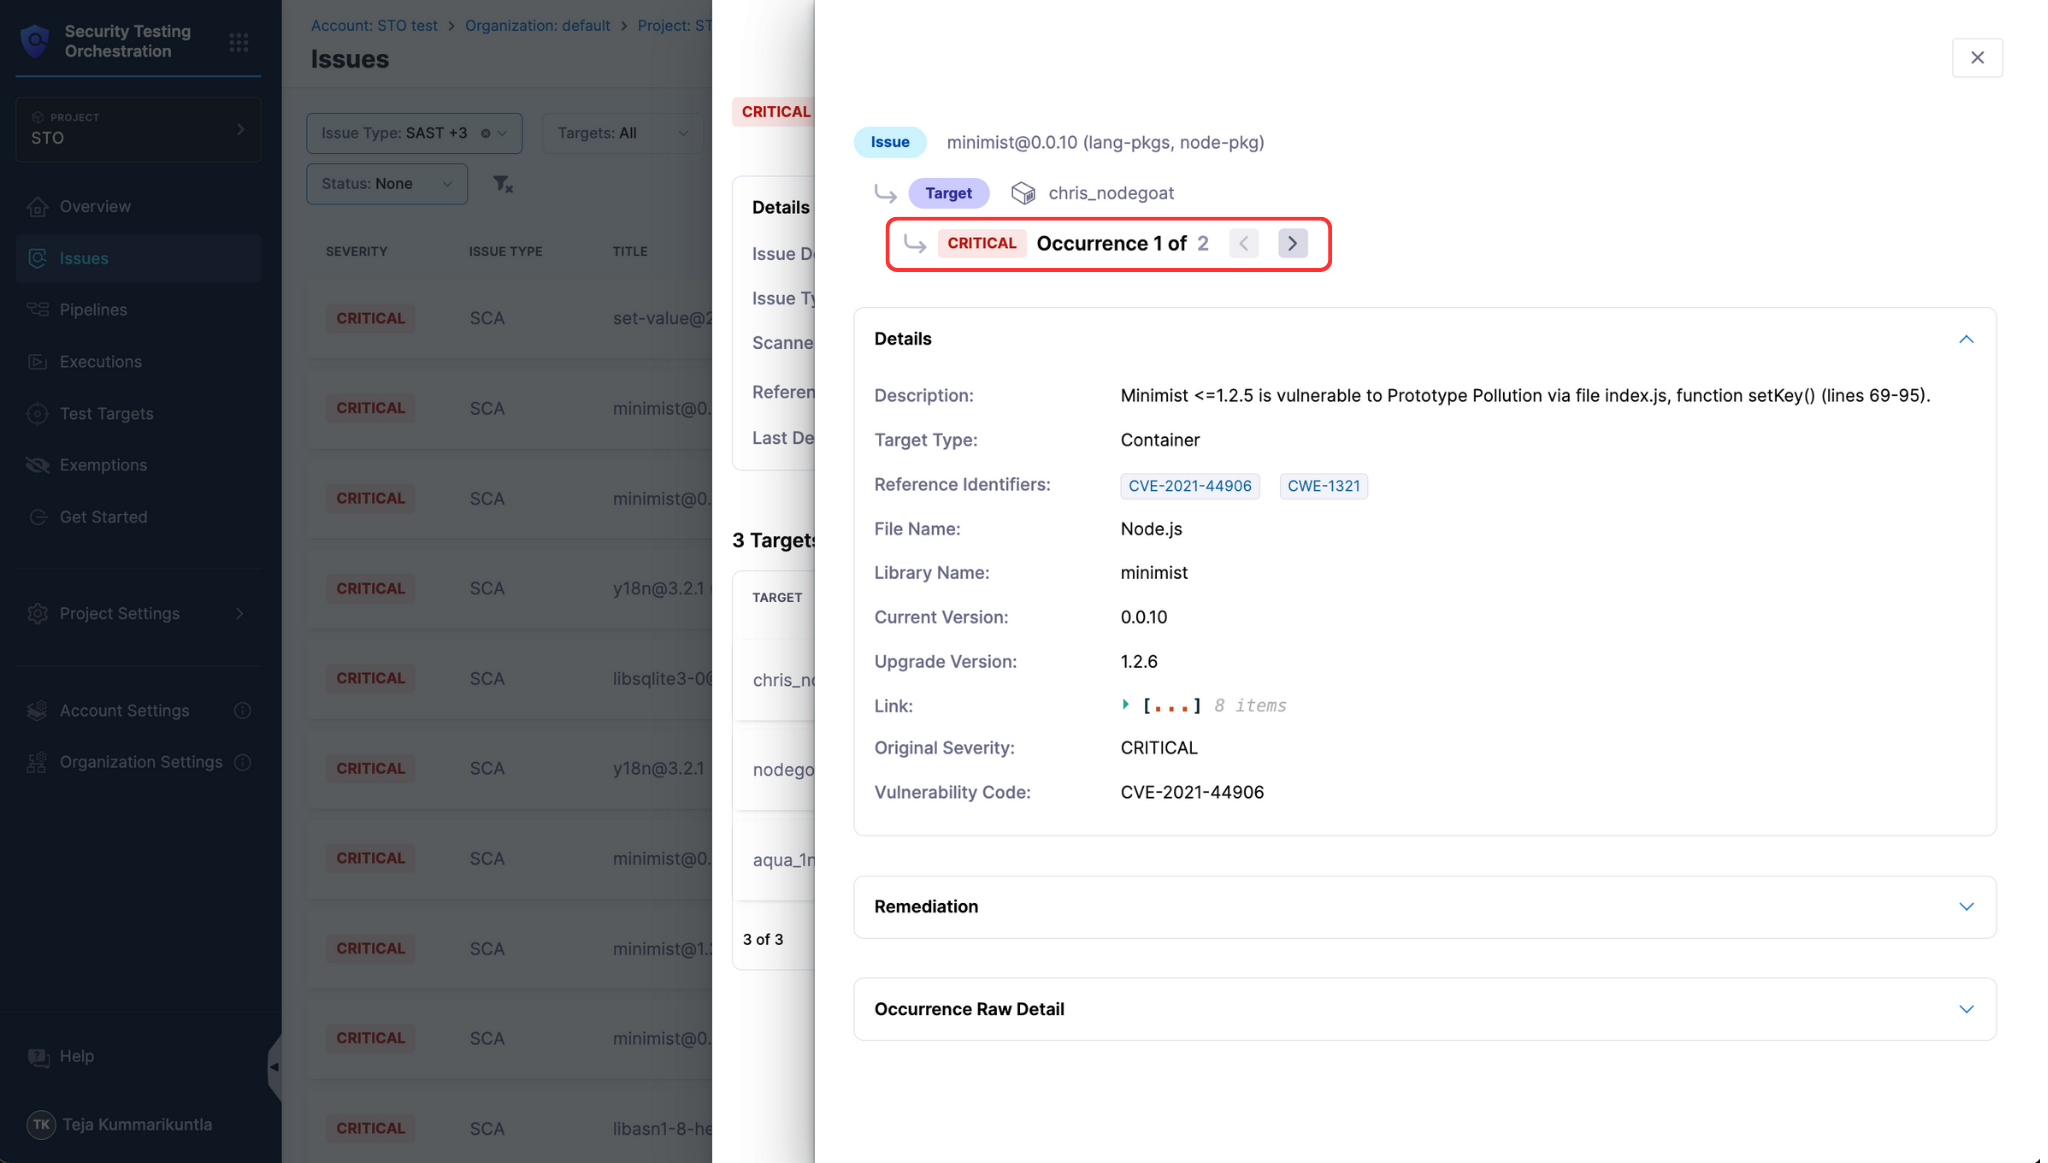 Security Testing
Orchestration
PROJECT
STO
Overview
Issues
Pipelines
Executions
Test Targets
Exemptions
Get Started
Project Settings
Account Settings
Organization Settings
Help
TK Teja Kummarikuntla
Account: STO test > Organization: default > Project: ST
Issues
Issue Type: SAST +3
Targets: All
Status: None
SEVERITY ISSUE TYPE TITLE
CRITICAL SCA set-value@2
CRITICAL SCA minimist@0.
CRITICAL SCA minimist@0.
CRITICAL SCA y18n@3.2.1
CRITICAL SCA libsqlite3-0@
CRITICAL SCA y18n@3.2.1
CRITICAL SCA minimist@0.
CRITICAL SCA minimist@1.
CRITICAL SCA minimist@0.
CRITICAL SCA libasn1-8-he
CRITICAL
Details
Issue De
Issue Ty
Scanne
Referen
Last De
3 Targets
TARGET
chris_no
nodego
aqua_1n
3 of 3
Issue minimist@0.0.10 (lang-pkgs, node-pkg)
Target chris_nodegoat
CRITICAL Occurrence 1 of 2
Details
Description: Minimist <=1.2.5 is vulnerable to Prototype Pollution via file index.js, function setKey() (lines 69-95).
Target Type: Container
Reference Identifiers: CVE-2021-44906 CWE-1321
File Name: Node.js
Library Name: minimist
Current Version: 0.0.10
Upgrade Version: 1.2.6
Link: [...] 8 items
Original Severity: CRITICAL
Vulnerability Code: CVE-2021-44906
Remediation
Occurrence Raw Detail